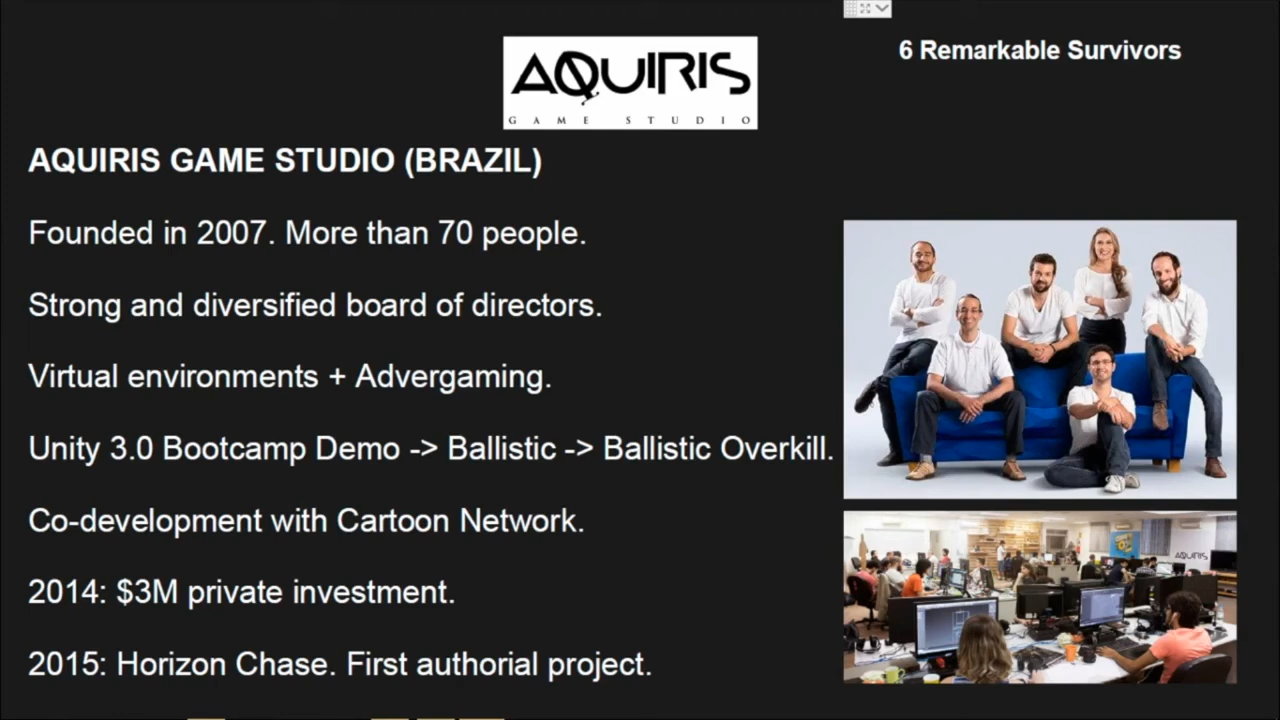 6 Remarkable Survivors
AQUIRIS
GAME STUDIO
AQUIRIS GAME STUDIO (BRAZIL)
Founded in 2007. More than 70 people.
Strong and diversified board of directors.
Virtual environments + Advergaming.
Unity 3.0 Bootcamp Demo -> Ballistic -> Ballistic Overkill.
Co-development with Cartoon Network.
2014: $3M private investment.
2015: Horizon Chase. First authorial project.
AQUIRIS